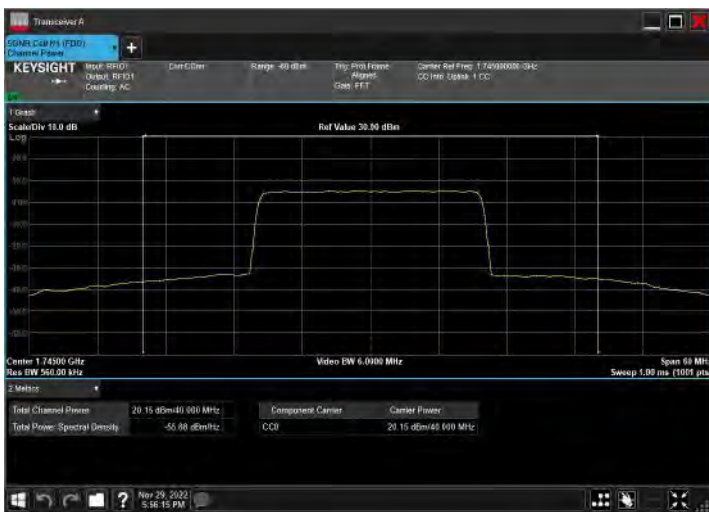 Transceiver A
5GNR
Channel Power
KEYSIGHT
Input: RFIO1
Output: RFIO1
Coupling: AC
Corr CCorr
Range: -60 dBm
Trig:
Aligned
Gate: FFT
Carrier Ref Freq: 1.745000000 GHz
CC Info: Uplink, 1 CC
1 Graph
Scale/Div 10.0 dB
Ref Value 30.00 dBm
Log
Center 1.74500 GHz
Video BW 6.0000 MHz
Span 60 MHz
Res BW 560.00 kHz
Sweep 1.00 ms (1001 pts
2 Metrics
Total Channel Power
20.15 dBm/40.000 MHz
Component Carrier
Carrier Power
Total Power Spectral Density
-55.88 dBm/Hz
CC0
20.15 dBm/40.000 MHz
?
Nov 29, 2022
5:56:15 PM